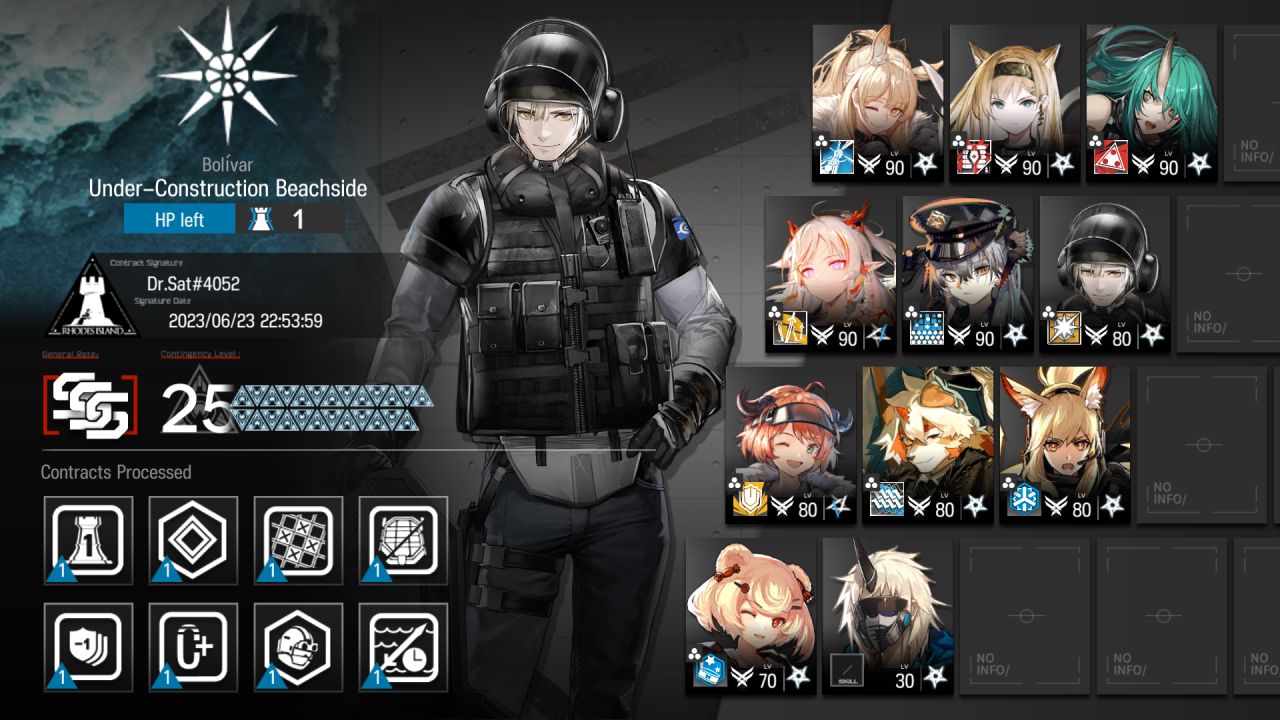 Bolívar
Under-Construction Beachside
HP left 1
Contract Signature
Dr.Sat#4052
Signature Date
2023/06/23 22:53:59
RHODES ISLAND
General Rate:
Contingency Level:
25
Contracts Processed
1
1
1
1
1
-1
1
1
1
1
LV 90
LV 90
LV 90
NO INFO/
LV 90
LV 90
LV 80
NO INFO/
LV 80
LV 80
LV 80
NO INFO/
LV 70
SKILL
LV 30
NO INFO/
NO INFO/
NO INFO/